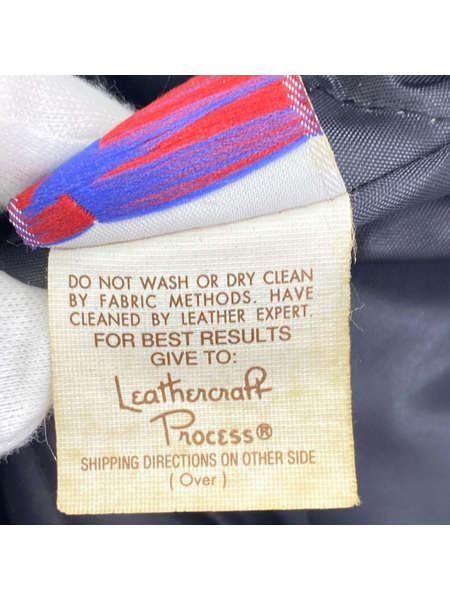 DO NOT WASH OR DRY CLEAN
BY FABRIC METHODS. HAVE
CLEANED BY LEATHER EXPERT.
FOR BEST RESULTS
GIVE TO:
Leathercraft
Process®
SHIPPING DIRECTIONS ON OTHER SIDE
( Over )